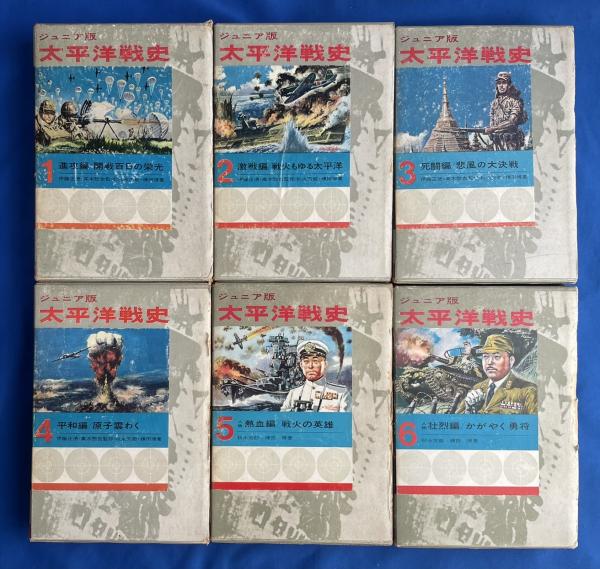 ジュニア版
太平洋戦史
1 進攻編 開戦百日の栄光
ジュニア版
太平洋戦史
2 激戦編 戦火もゆる太平洋
ジュニア版
太平洋戦史
3 死闘編 悲風の大決戦
ジュニア版
太平洋戦史
4 平和編 原子雲わく
ジュニア版
太平洋戦史
5 人物 熱血編 戦火の英雄
ジュニア版
太平洋戦史
6 人物 壮烈編 かがやく勇将